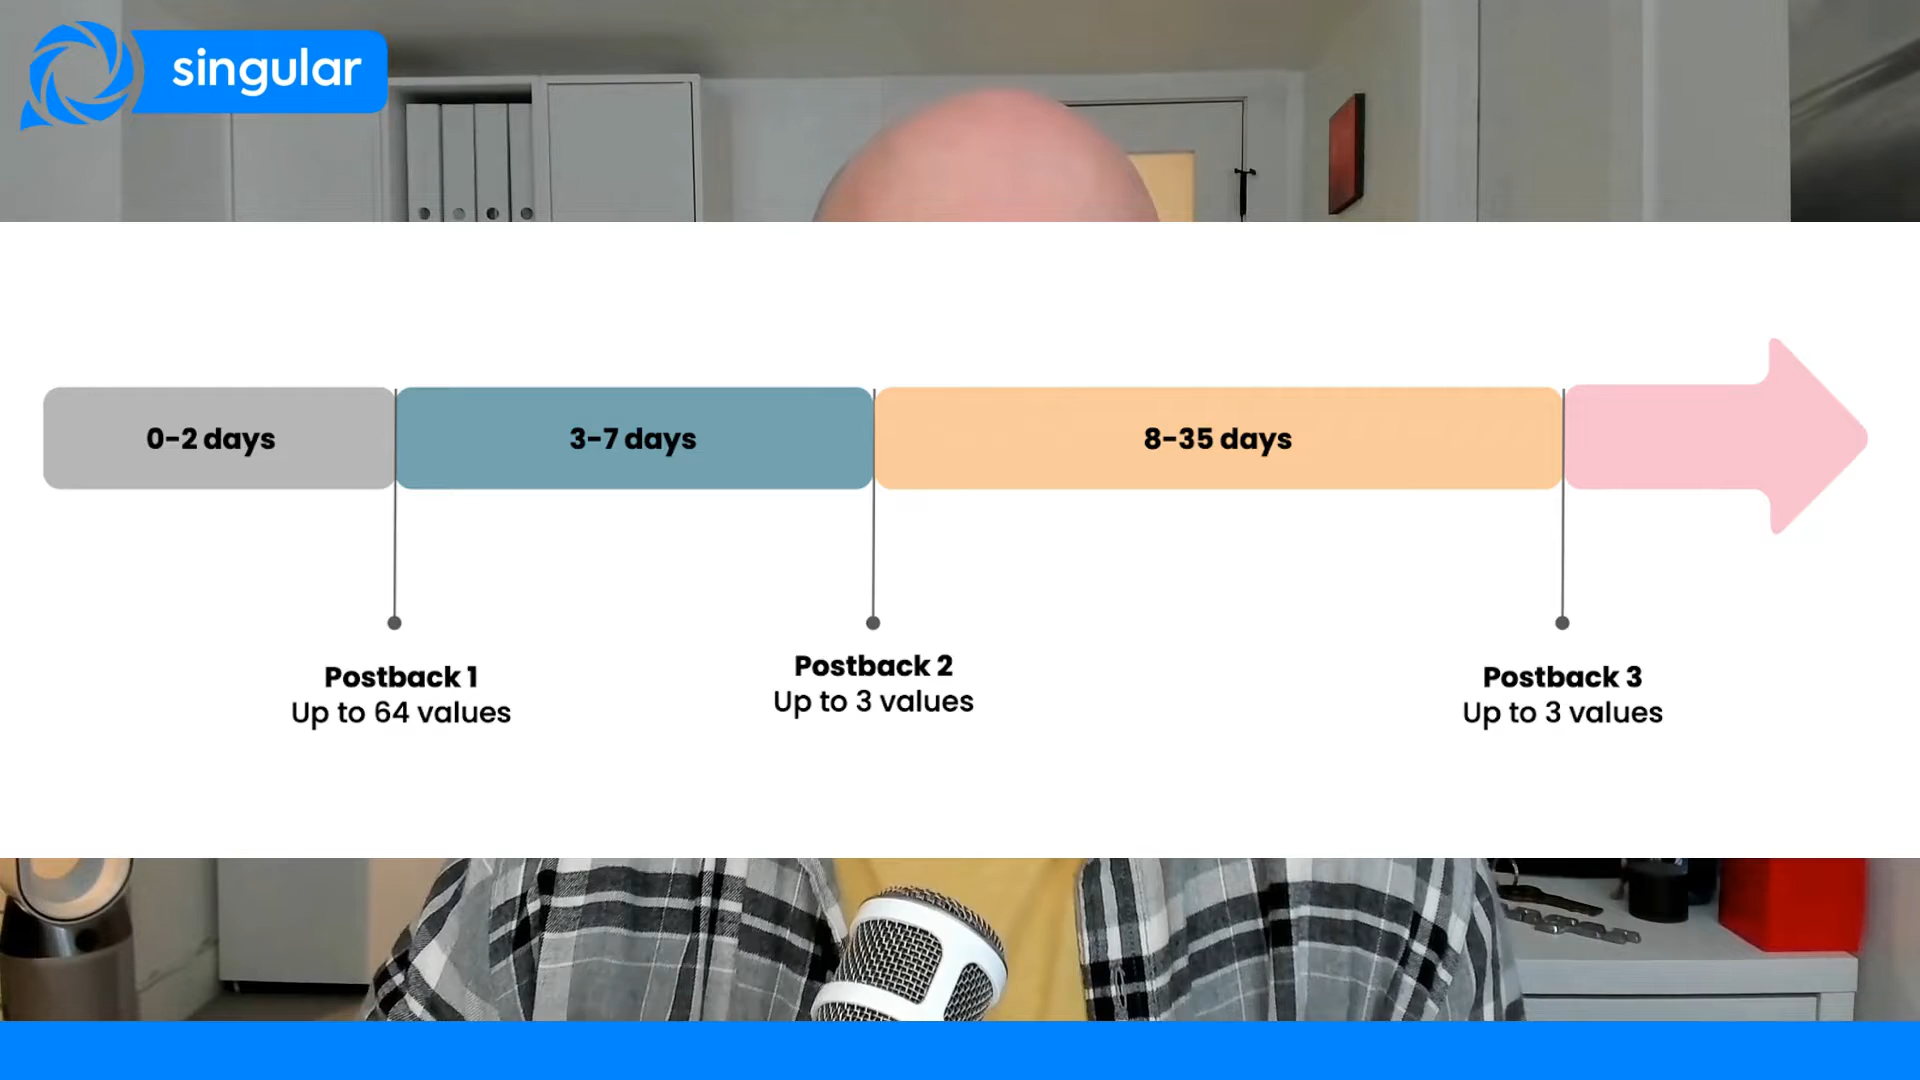 singular
0-2 days
3-7 days
8-35 days
Postback 1
Up to 64 values
Postback 2
Up to 3 values
Postback 3
Up to 3 values